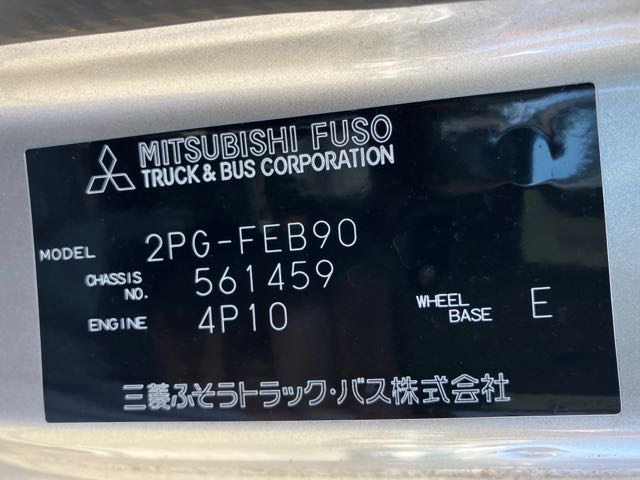 MITSUBISHI FUSO
TRUCK & BUS CORPORATION
MODEL 2PG-FEB90
CHASSIS NO. 561459
ENGINE 4P10
WHEEL BASE E
三菱ふそうトラック・バス株式会社